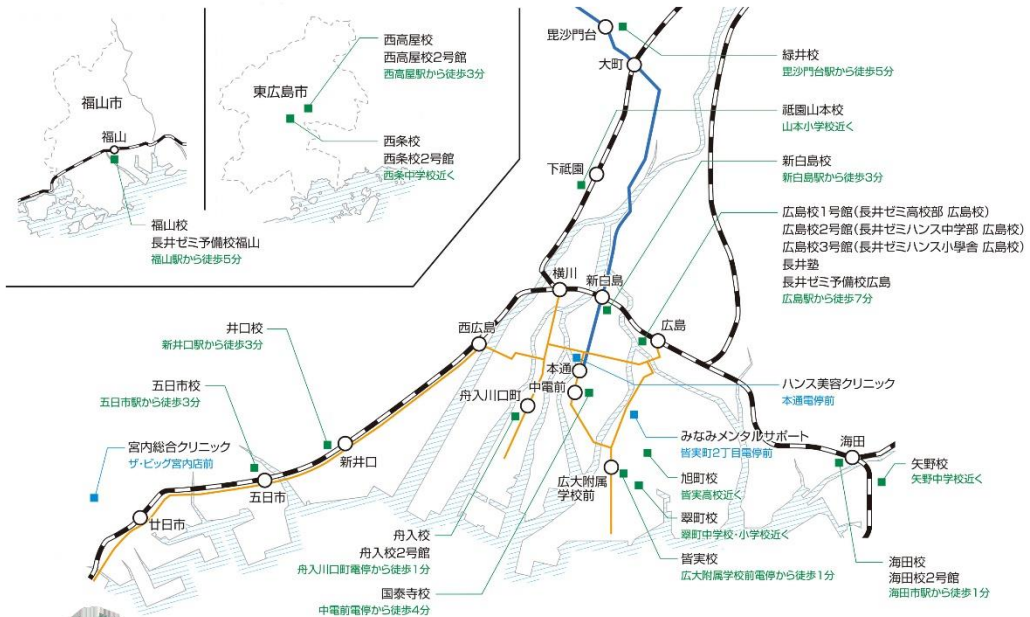 福山市
福山
福山校
長井ゼミ予備校福山
福山駅から徒歩5分
東広島市
西高屋校
西高屋校2号館
西高屋駅から徒歩3分
西条校
西条校2号館
西条中学校近く
毘沙門台
大町
緑井校
毘沙門台駅から徒歩5分
祇園山本校
山本小学校近く
下祇園
新白島校
新白島駅から徒歩3分
広島校1号館(長井ゼミ高校部 広島校)
広島校2号館(長井ゼミハンス中学部 広島校)
広島校3号館(長井ゼミハンス小學舎 広島校)
長井塾
長井ゼミ予備校広島
広島駅から徒歩7分
横川
新白島
西広島
広島
井口校
新井口駅から徒歩3分
五日市校
五日市駅から徒歩3分
本通
中電前
舟入川口町
ハンス美容クリニック
本通電停前
宮内総合クリニック
ザ・ビッグ宮内店前
新井口
五日市
廿日市
みなみメンタルサポート
皆実町2丁目電停前
海田
広大附属
学校前
旭町校
皆実高校近く
矢野校
矢野中学校近く
翠町校
翠町中学校・小学校近く
舟入校
舟入校2号館
舟入川口町電停から徒歩1分
皆実校
広大附属学校前電停から徒歩1分
海田校
海田校2号館
海田市駅から徒歩1分
国泰寺校
中電前電停から徒歩4分